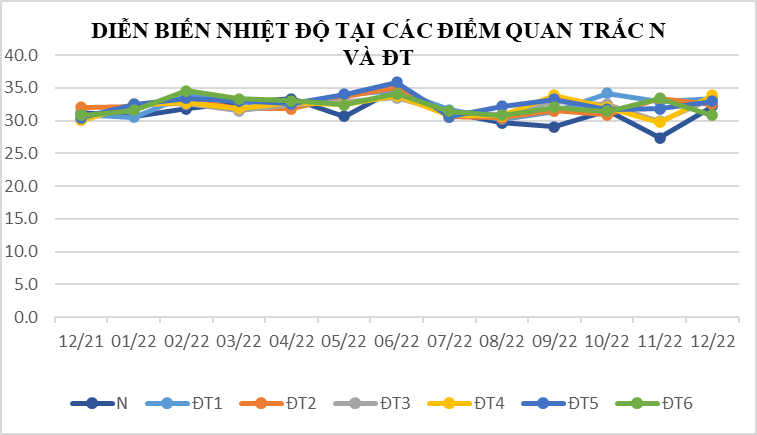 DIỄN BIẾN NHIỆT ĐỘ TẠI CÁC ĐIỂM QUAN TRẮC N
VÀ ĐT
40.0
35.0
30.0
25.0
20.0
15.0
10.0
5.0
0.0
12/21 01/22 02/22 03/22 04/22 05/22 06/22 07/22 08/22 09/22 10/22 11/22 12/22
N ĐT1 ĐT2 ĐT3 ĐT4 ĐT5 ĐT6